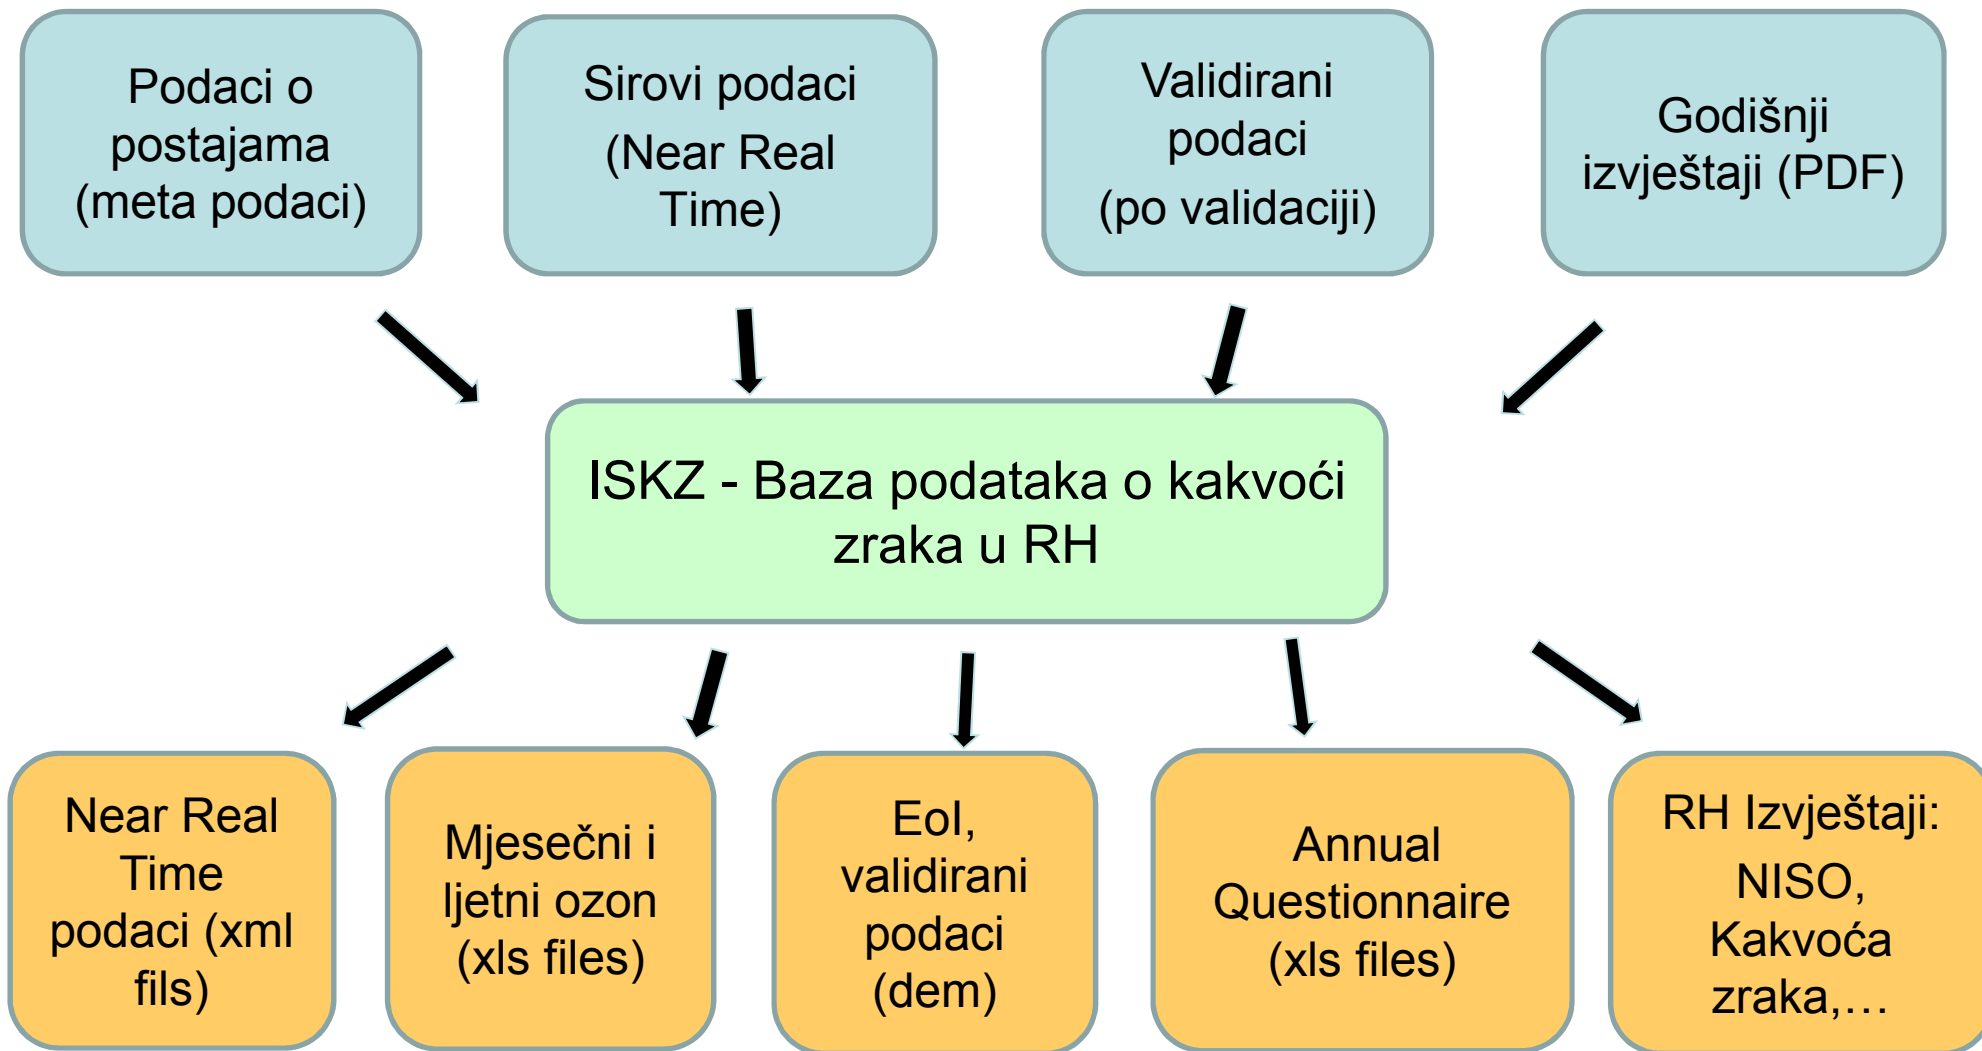 Podaci o
postajama
(meta podaci)
Sirovi podaci
(Near Real
Time)
Validirani
podaci
(po validaciji)
Godišnji
izvještaji (PDF)
ISKZ - Baza podataka o kakvoći
zraka u RH
Near Real
Time
podaci (xml
fils)
Mjesečni i
ljetni ozon
(xls files)
EoI,
validirani
podaci
(dem)
Annual
Questionnaire
(xls files)
RH Izvještaji:
NISO,
Kakvoća
zraka,…